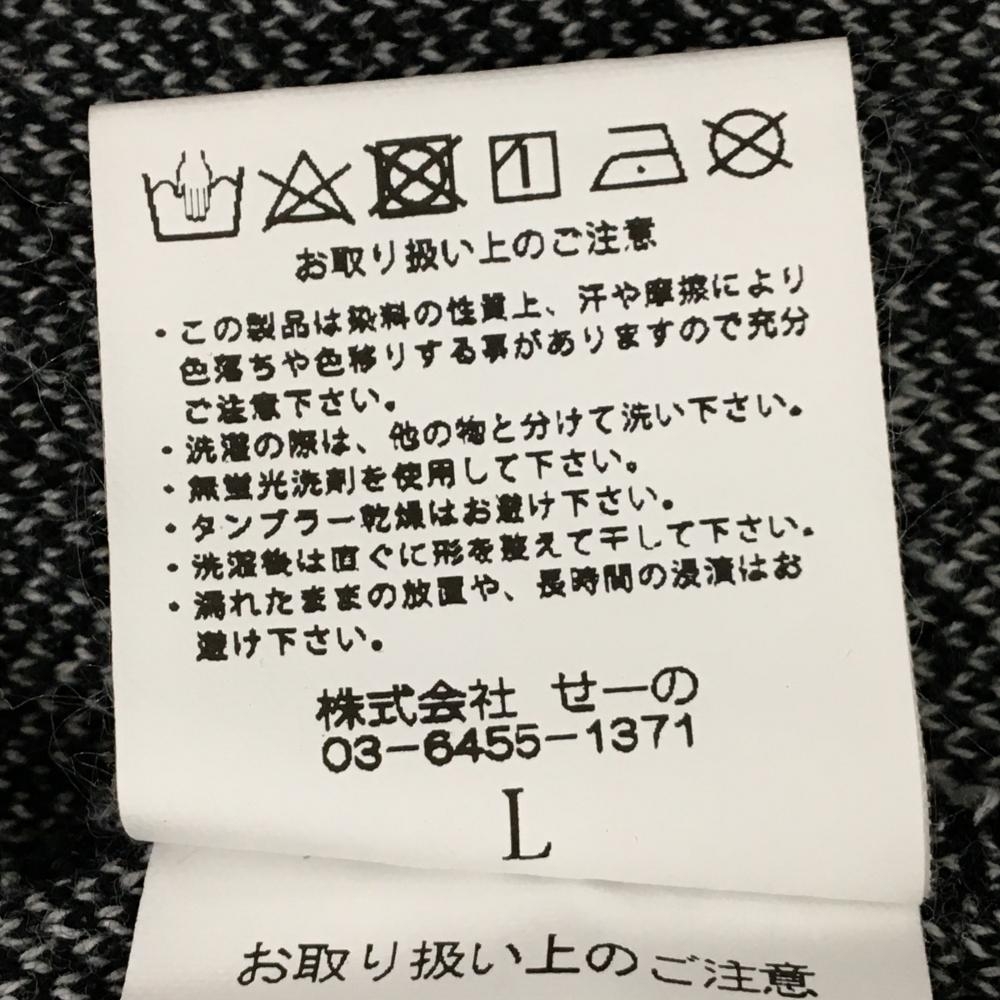 お取り扱い上のご注意
・この製品は染料の性質上、汗や摩擦により
色落ちや色移りする事がありますので充分
ご注意下さい。
・洗濯の際は、他の物と分けて洗い下さい。
・無蛍光洗剤を使用して下さい。
・タンブラー乾燥はお避け下さい。
・洗濯後は直ぐに形を整えて干して下さい。
・濡れたままの放置や、長時間の浸漬はお
避け下さい。
株式会社 せーの
03-6455-1371
L
お取り扱い上のご注意